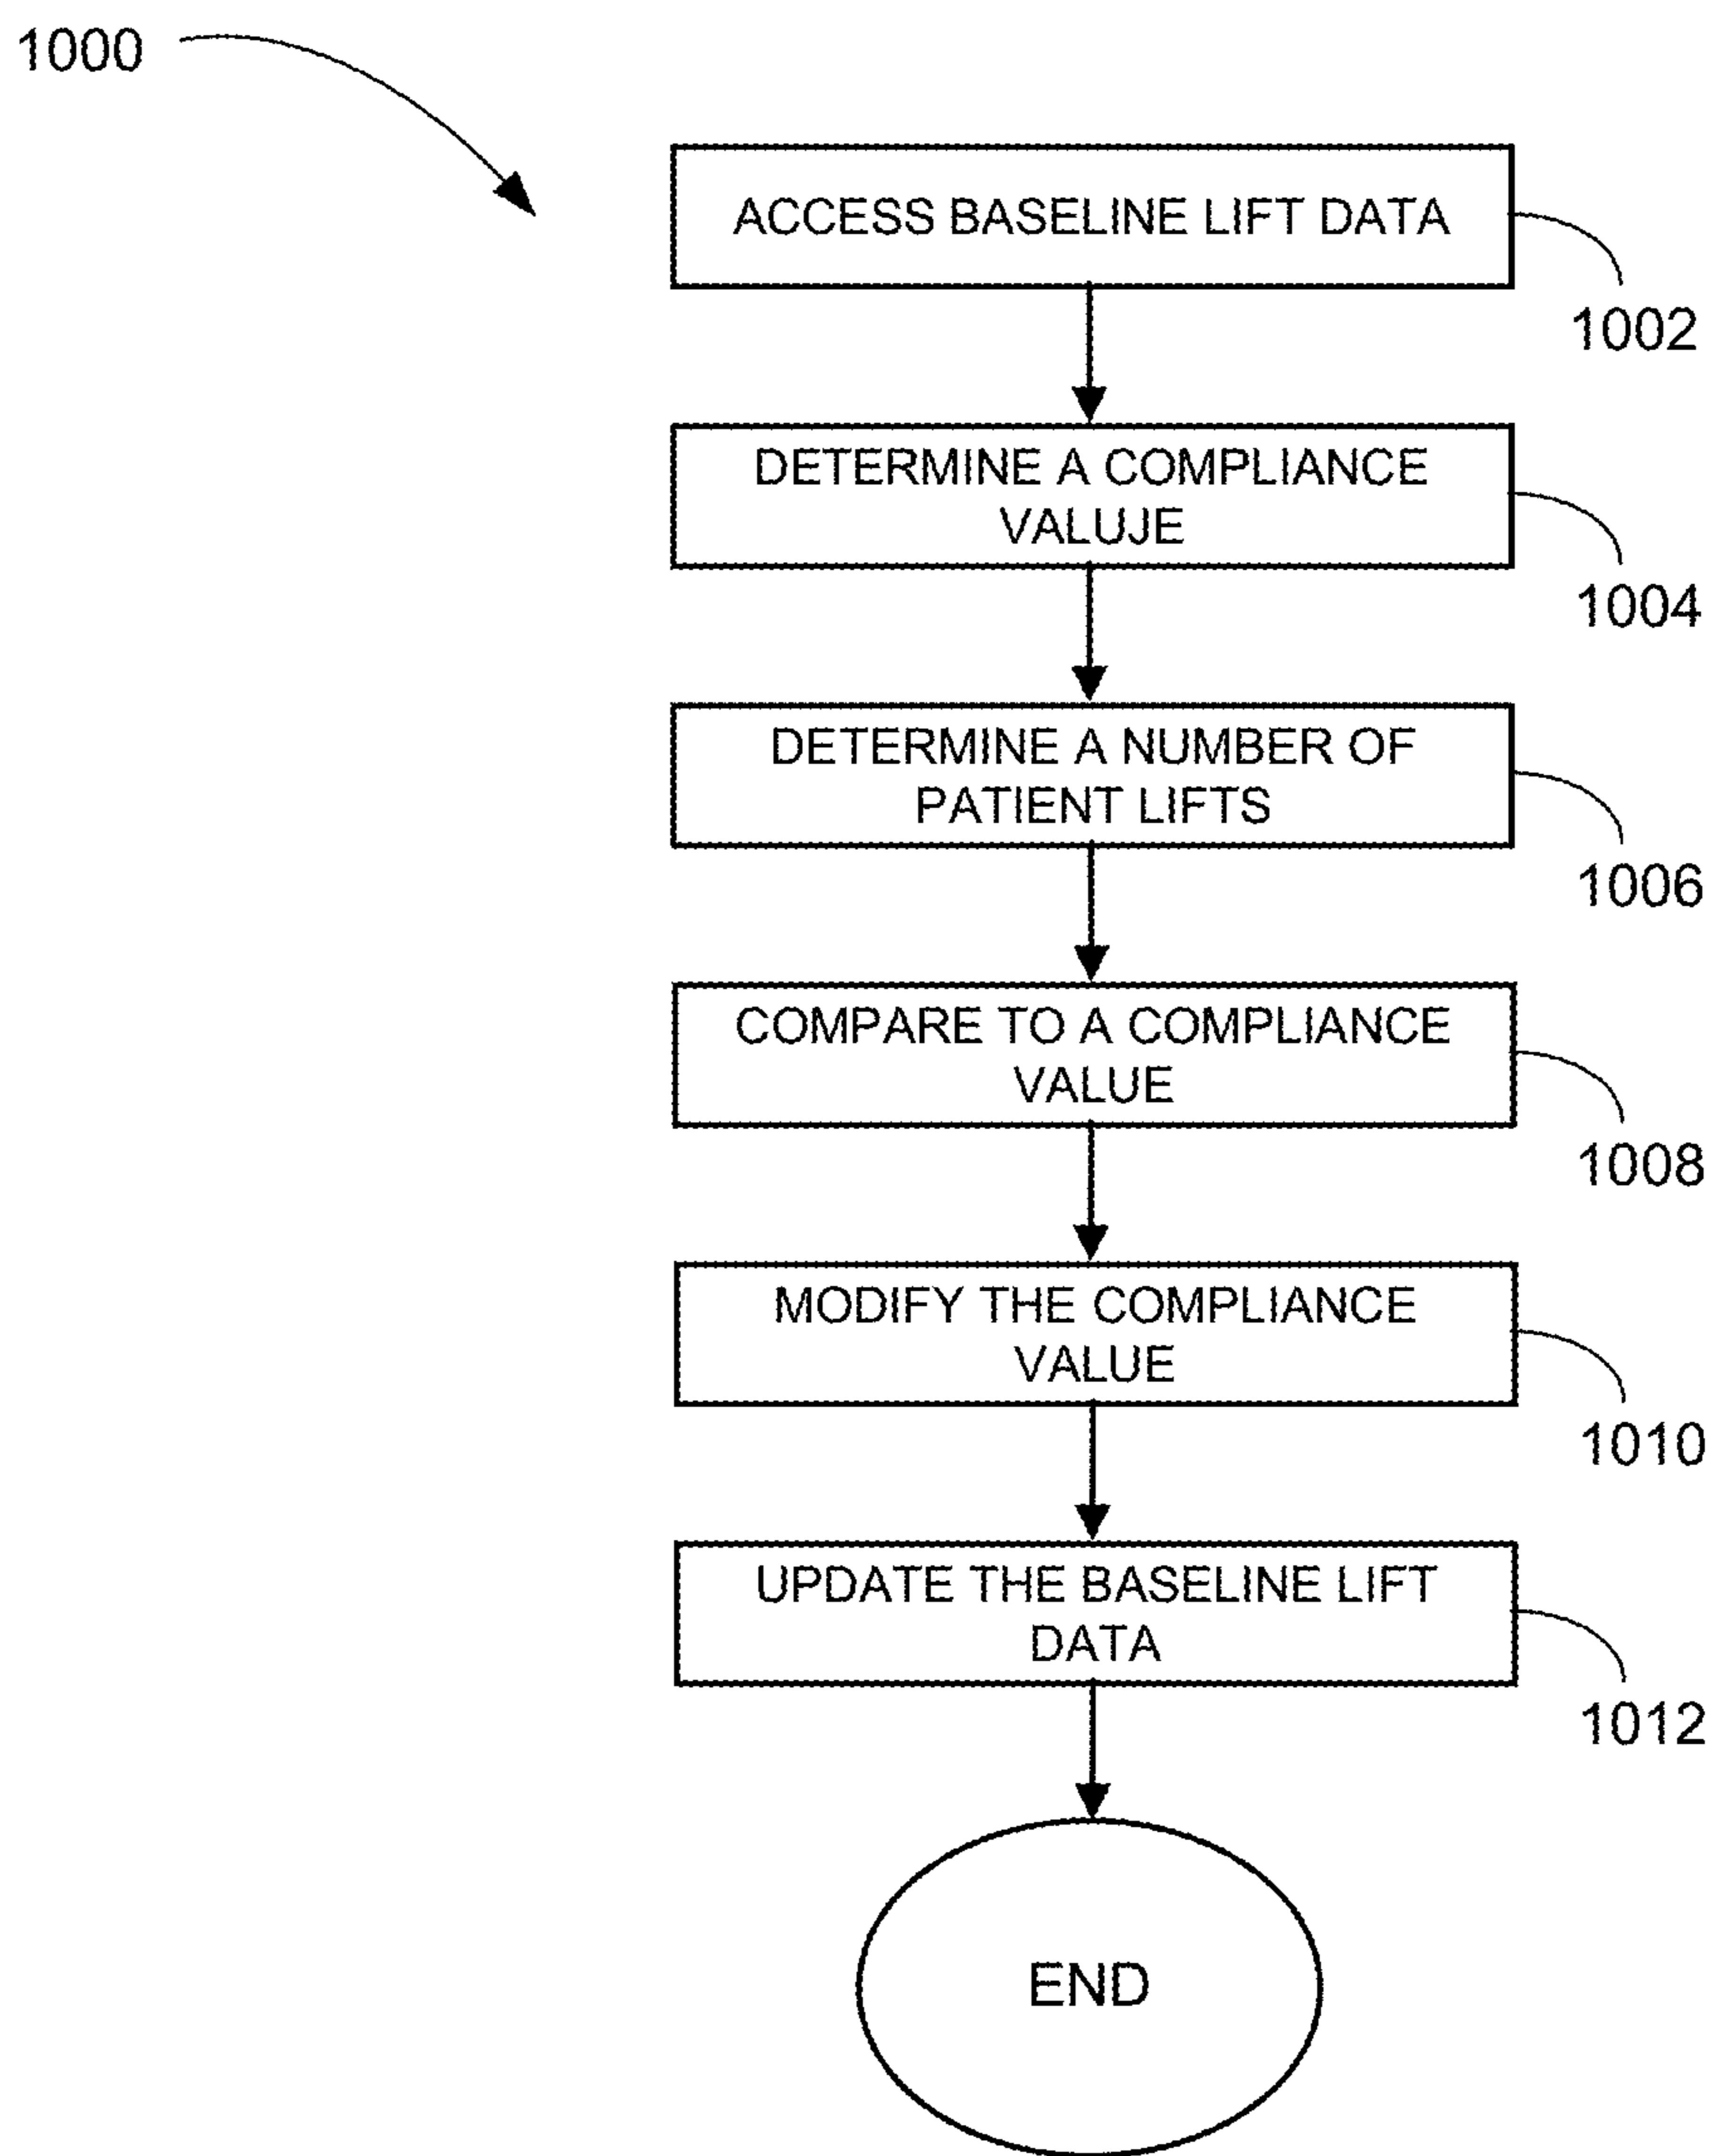 1000
ACCESS BASELINE LIFT DATA
1002
DETERMINE A COMPLIANCE
VALUJE
1004
DETERMINE A NUMBER OF
PATIENT LIFTS
1006
COMPARE TO A COMPLIANCE
VALUE
1008
MODIFY THE COMPLIANCE
VALUE
1010
UPDATE THE BASELINE LIFT
DATA
1012
END